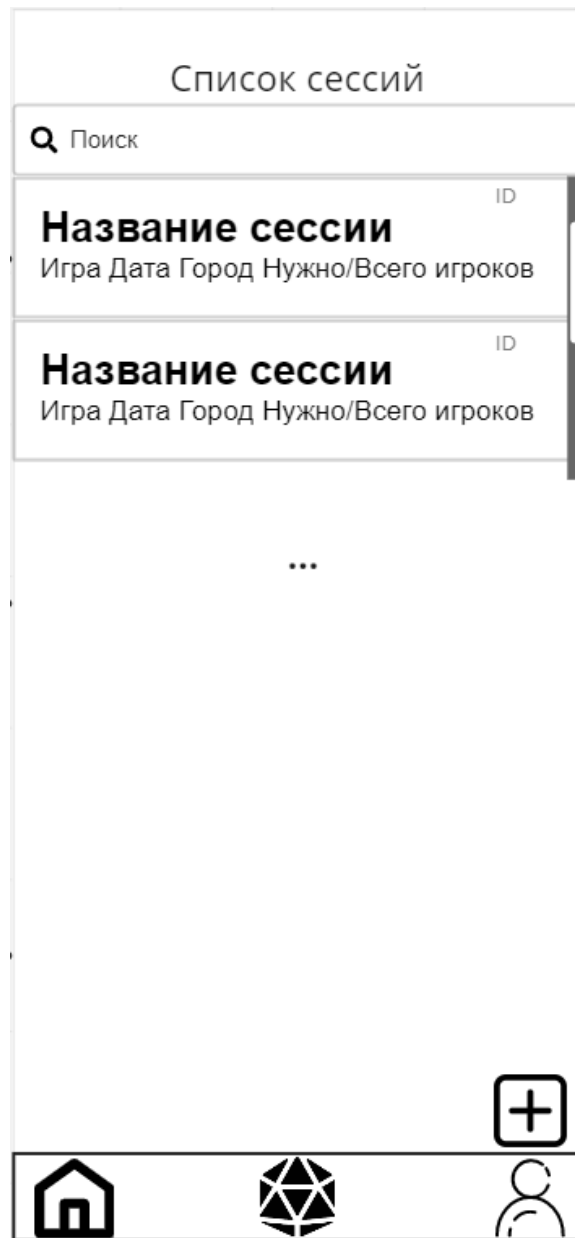 Список сессий
Поиск
ID
Название сессии
Игра Дата Город Нужно/Всего игроков
ID
Название сессии
Игра Дата Город Нужно/Всего игроков
...